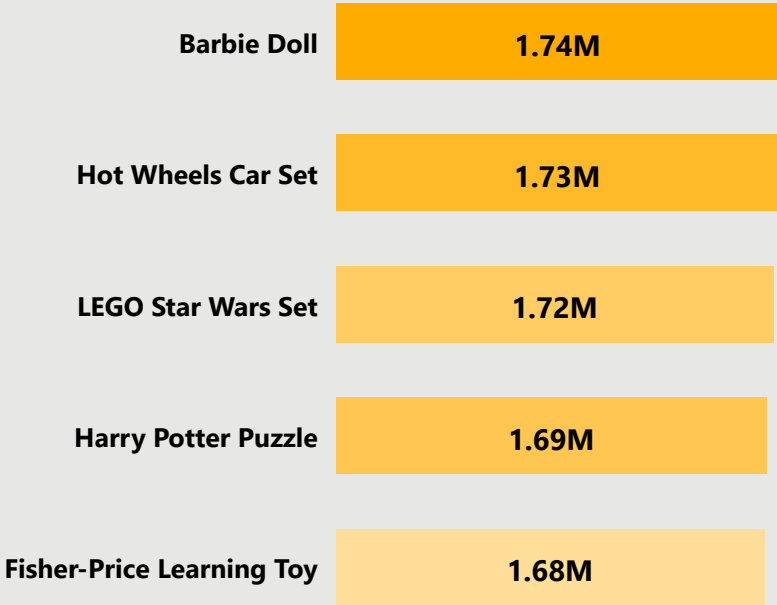 Barbie Doll 1.74M
Hot Wheels Car Set 1.73M
LEGO Star Wars Set 1.72M
Harry Potter Puzzle 1.69M
Fisher-Price Learning Toy 1.68M